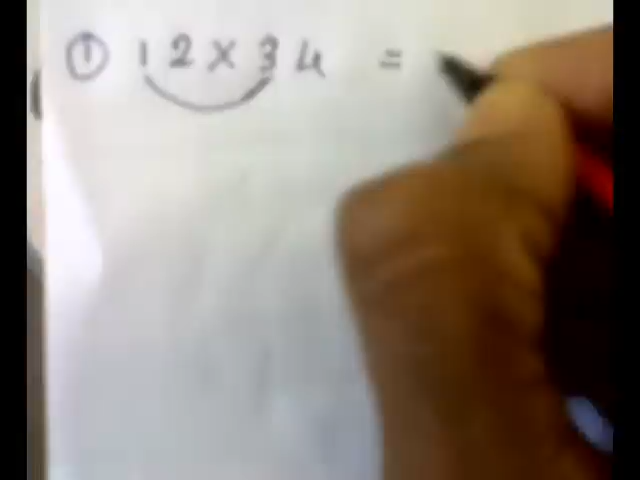 ① 12 x 34 =